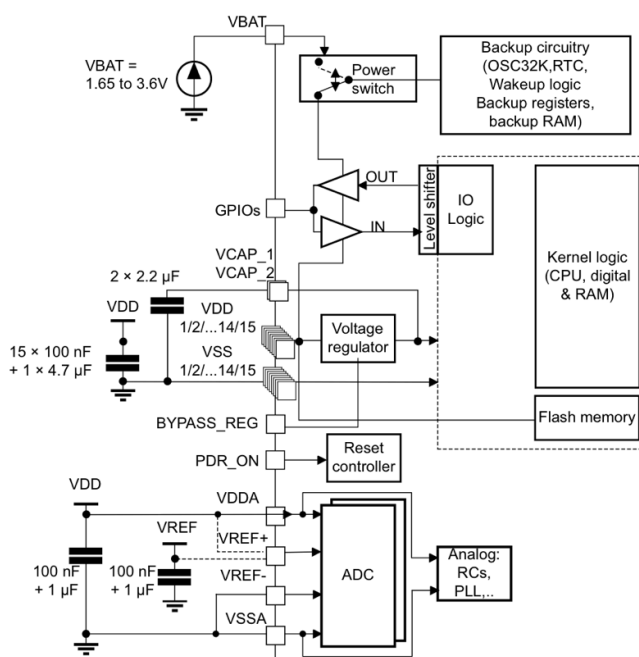 VBAT
VBAT =
1.65 to 3.6V
Power
switch
Backup circuitry
(OSC32K,RTC,
Wakeup logic
Backup registers,
backup RAM)
GPIOs
OUT
IN
Level shifter
IO
Logic
Kernel logic
(CPU, digital
& RAM)
VCAP_1
VCAP_2
2 × 2.2 µF
VDD
VDD
1/2/...14/15
VSS
1/2/...14/15
15 × 100 nF
+ 1 × 4.7 µF
Voltage
regulator
Flash memory
BYPASS_REG
PDR_ON
Reset
controller
VDD
VDDA
VREF
VREF+
VREF-
VSSA
100 nF
+ 1 µF
100 nF
+ 1 µF
ADC
Analog:
RCs,
PLL,..